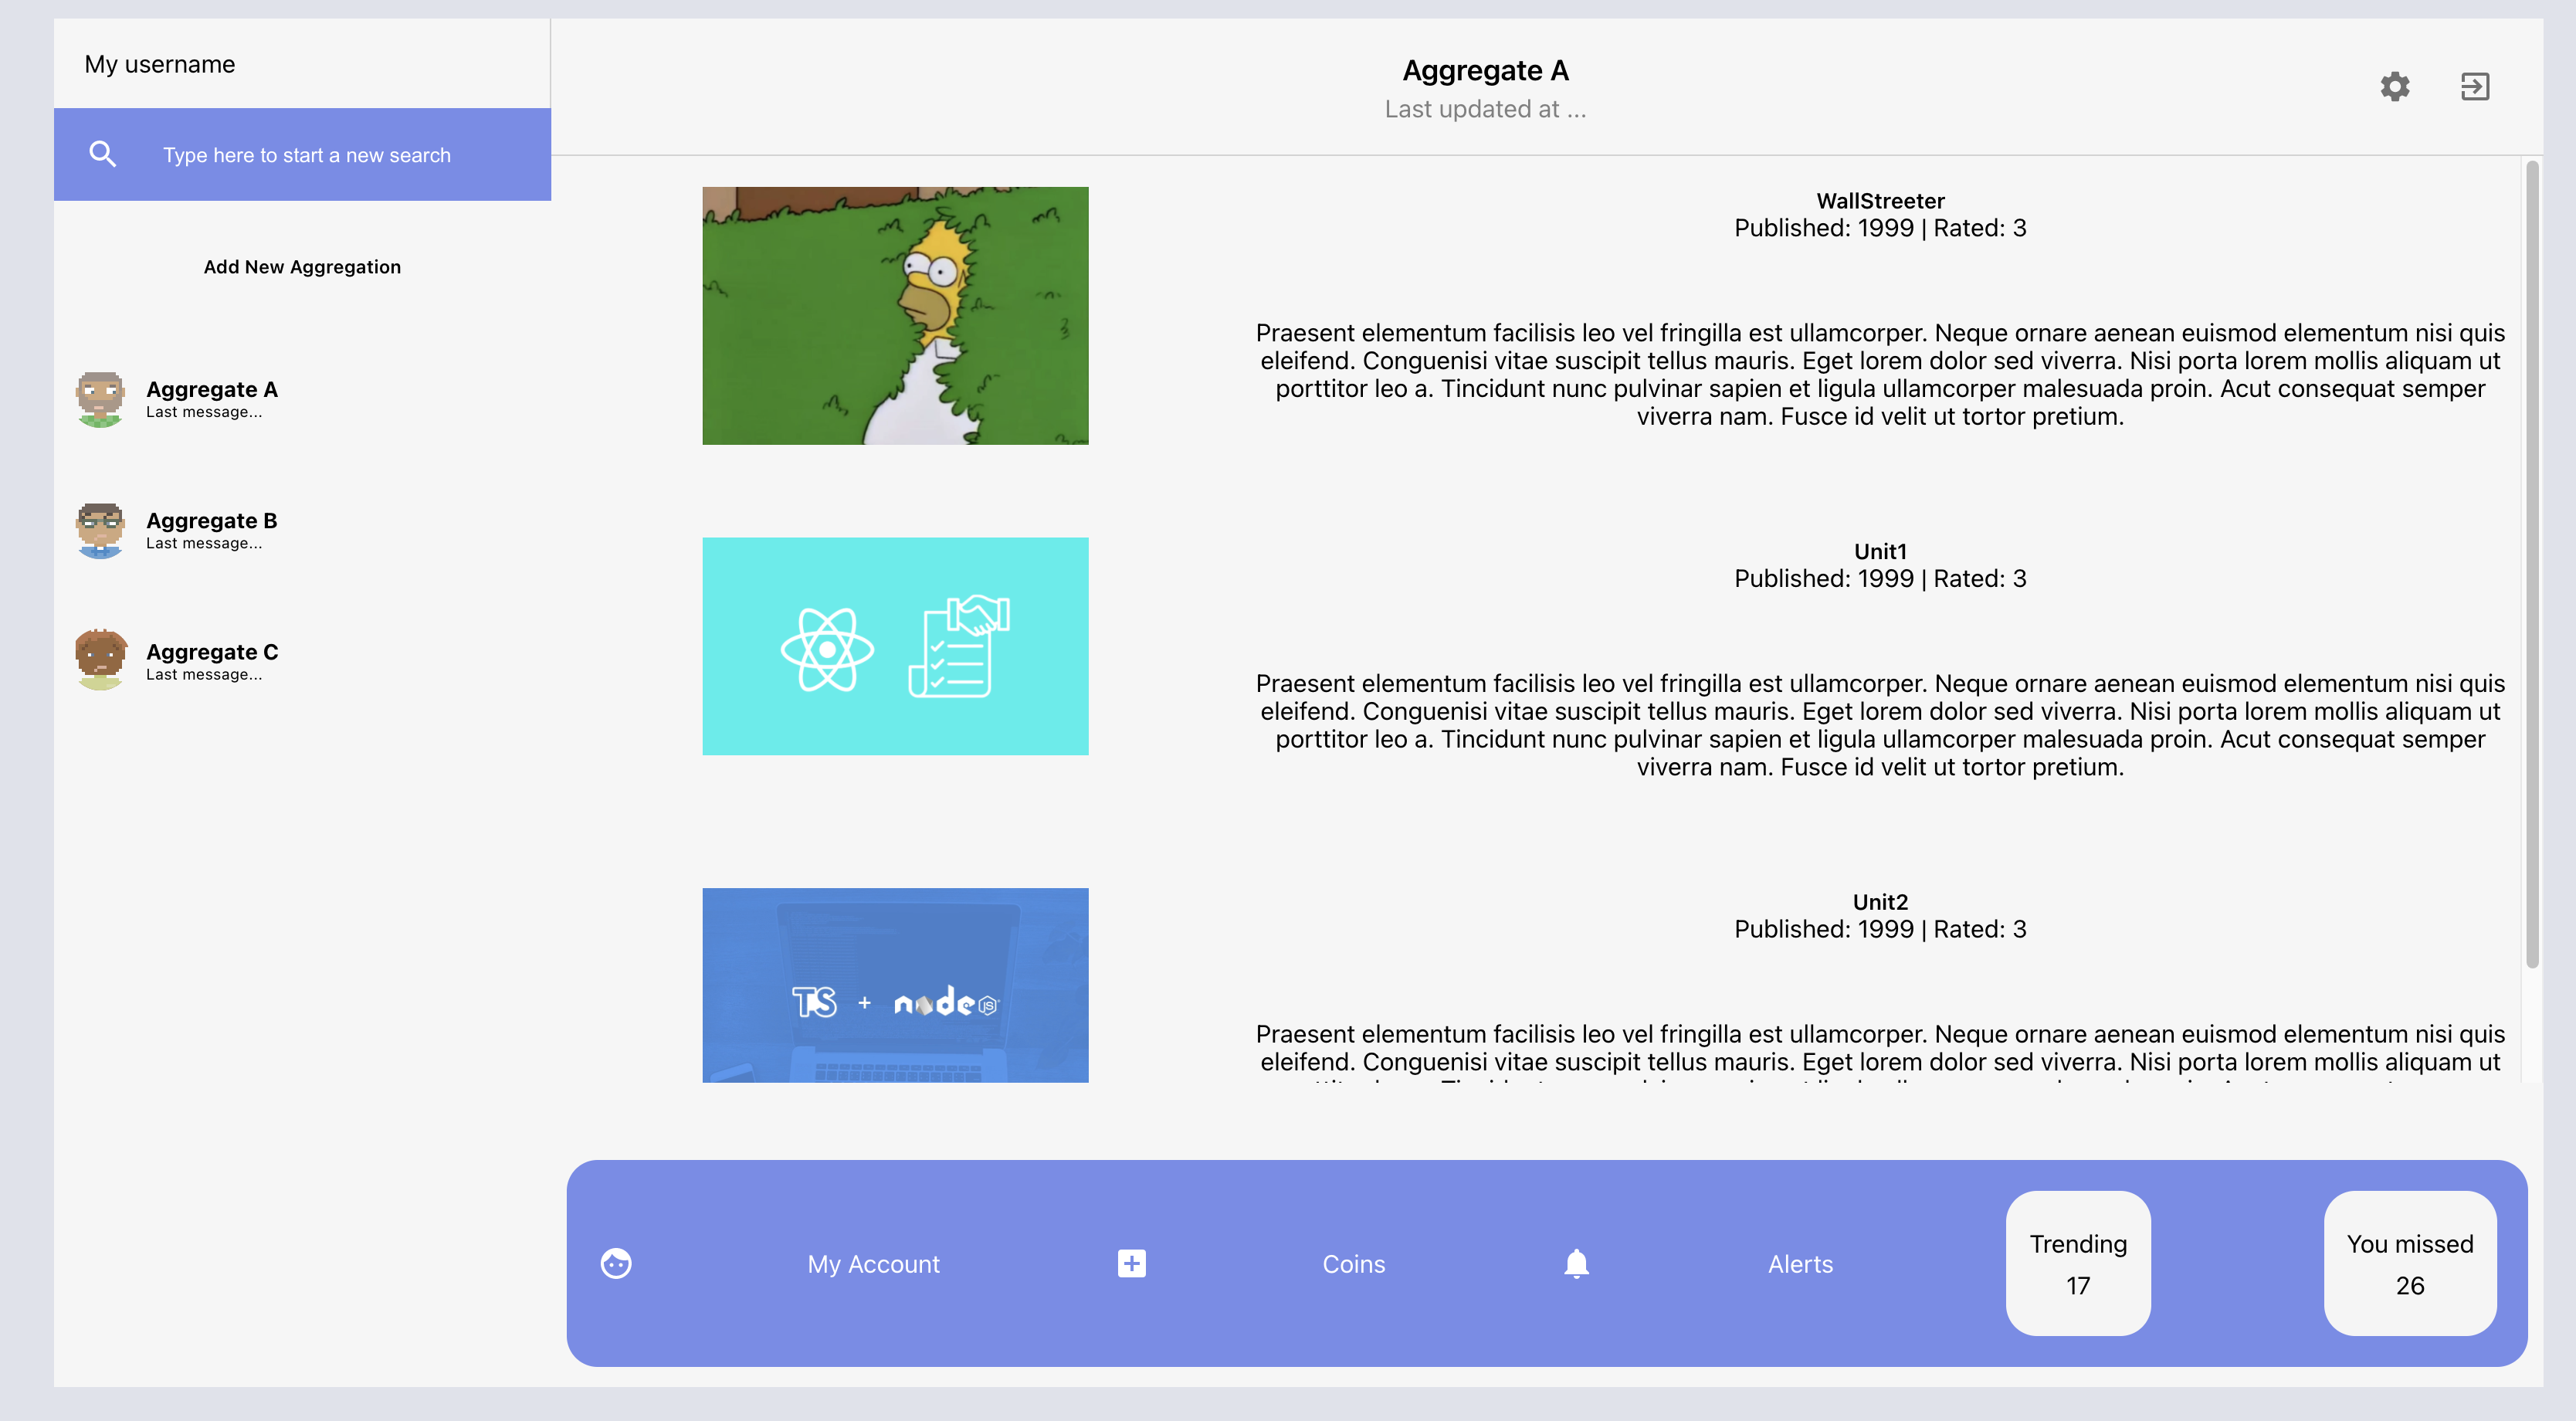 My username
Type here to start a new search
Add New Aggregation
Aggregate A
Last message...
Aggregate B
Last message...
Aggregate C
Last message...
Aggregate A
Last updated at ...
WallStreeter
Published: 1999 | Rated: 3
Praesent elementum facilisis leo vel fringilla est ullamcorper. Neque ornare aenean euismod elementum nisi quis
eleifend. Conguenisi vitae suscipit tellus mauris. Eget lorem dolor sed viverra. Nisi porta lorem mollis aliquam ut
porttitor leo a. Tincidunt nunc pulvinar sapien et ligula ullamcorper malesuada proin. Acut consequat semper
viverra nam. Fusce id velit ut tortor pretium.
Unit1
Published: 1999 | Rated: 3
Praesent elementum facilisis leo vel fringilla est ullamcorper. Neque ornare aenean euismod elementum nisi quis
eleifend. Conguenisi vitae suscipit tellus mauris. Eget lorem dolor sed viverra. Nisi porta lorem mollis aliquam ut
porttitor leo a. Tincidunt nunc pulvinar sapien et ligula ullamcorper malesuada proin. Acut consequat semper
viverra nam. Fusce id velit ut tortor pretium.
TS + node JS
Unit2
Published: 1999 | Rated: 3
Praesent elementum facilisis leo vel fringilla est ullamcorper. Neque ornare aenean euismod elementum nisi quis
eleifend. Conguenisi vitae suscipit tellus mauris. Eget lorem dolor sed viverra. Nisi porta lorem mollis aliquam ut
My Account
Coins
Alerts
Trending
17
You missed
26